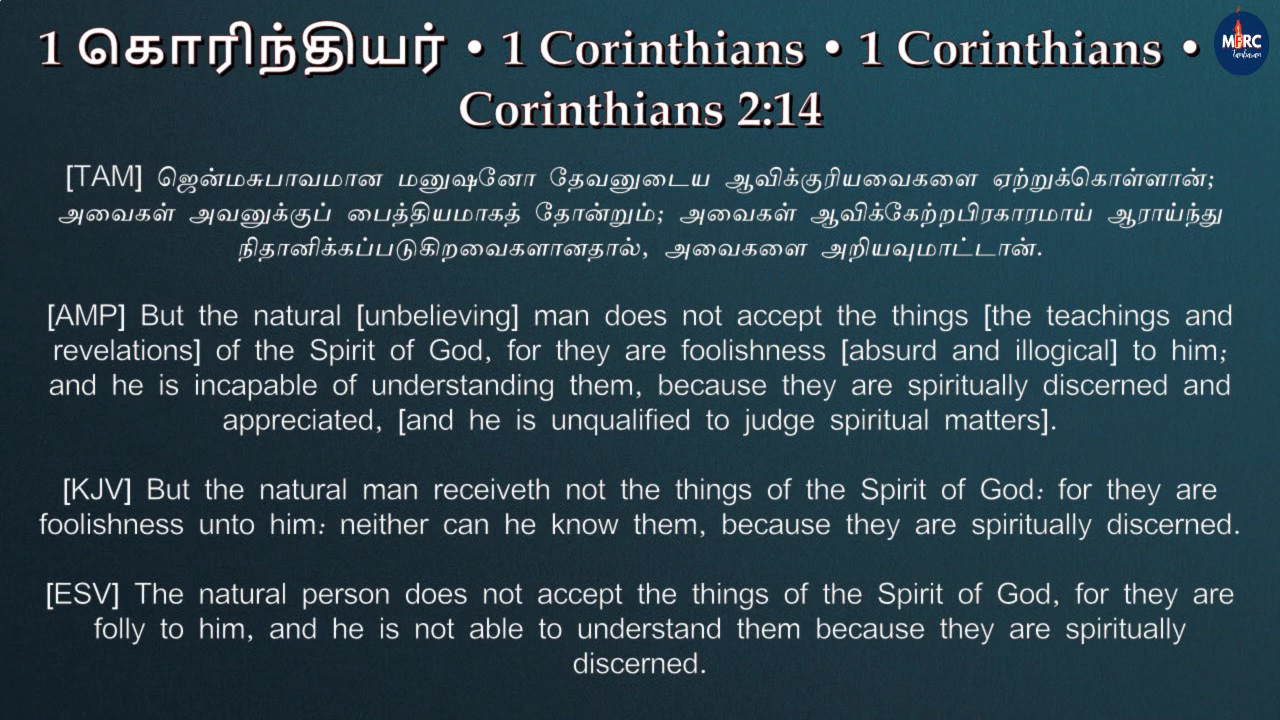 1 கொரிந்தியர் • 1 Corinthians • 1 Corinthians •
Corinthians 2:14
MFRC
Tambaram
[TAM] ஜென்மசுபாவமான மனுஷனோ தேவனுடைய ஆவிக்குரியவைகளை ஏற்றுக்கொள்ளான்;
அவைகள் அவனுக்குப் பைத்தியமாகத் தோன்றும்; அவைகள் ஆவிக்கேற்றபிரகாரமாய் ஆராய்ந்து
நிதானிக்கப்படுகிறவைகளானதால், அவைகளை அறியவுமாட்டான்.
[AMP] But the natural [unbelieving] man does not accept the things [the teachings and
revelations] of the Spirit of God, for they are foolishness [absurd and illogical] to him;
and he is incapable of understanding them, because they are spiritually discerned and
appreciated, [and he is unqualified to judge spiritual matters].
[KJV] But the natural man receiveth not the things of the Spirit of God: for they are
foolishness unto him: neither can he know them, because they are spiritually discerned.
[ESV] The natural person does not accept the things of the Spirit of God, for they are
folly to him, and he is not able to understand them because they are spiritually
discerned.